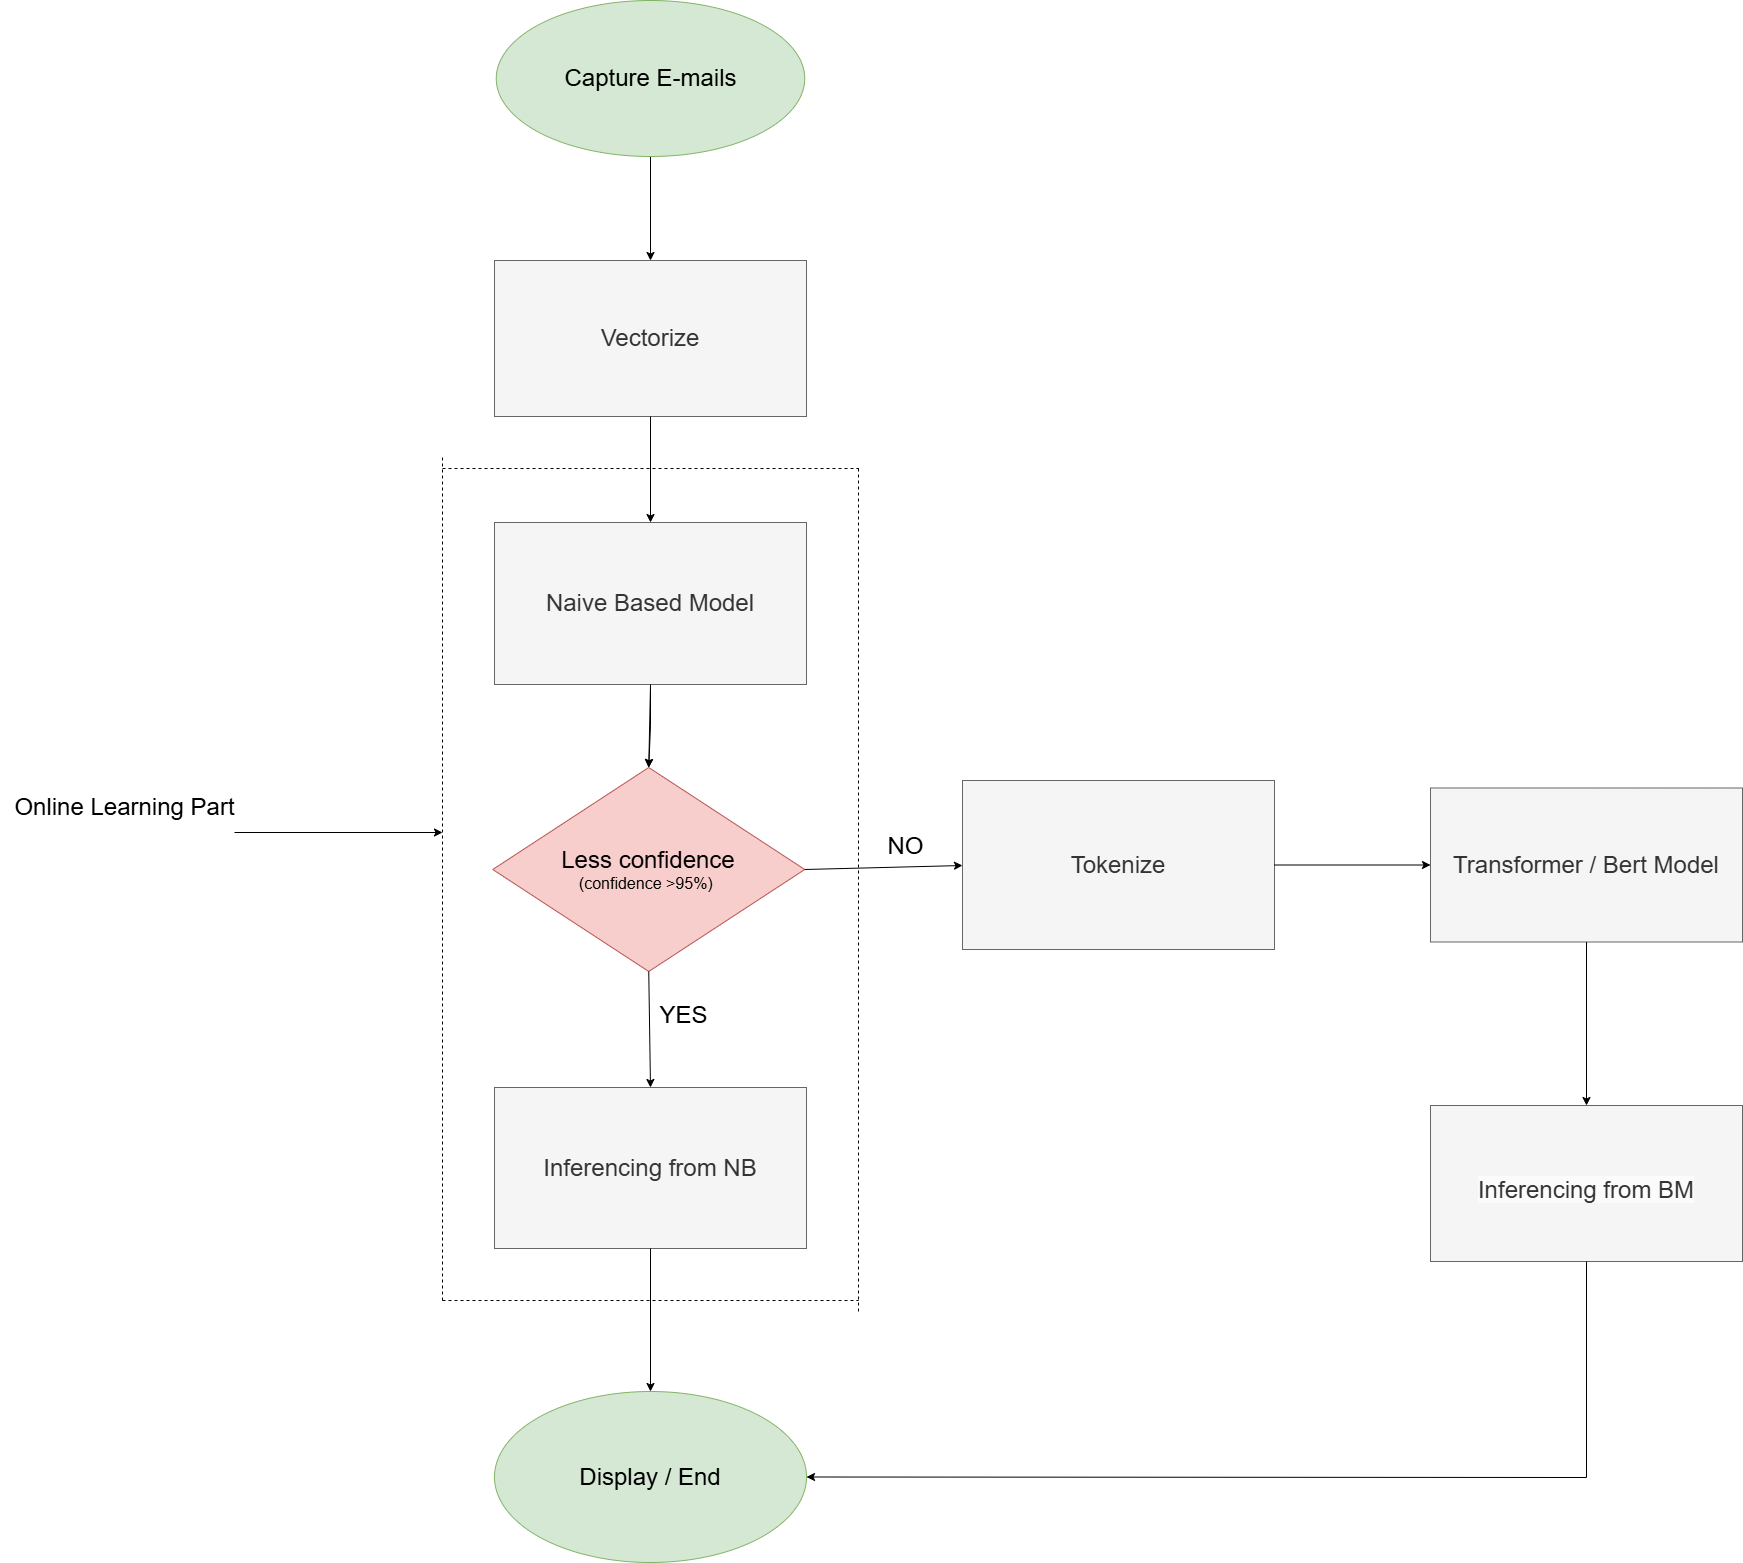 Capture E-mails
Vectorize
Naive Based Model
Online Learning Part
Less confidence
(confidence >95%)
NO
Tokenize
Transformer / Bert Model
YES
Inferencing from NB
Inferencing from BM
Display / End